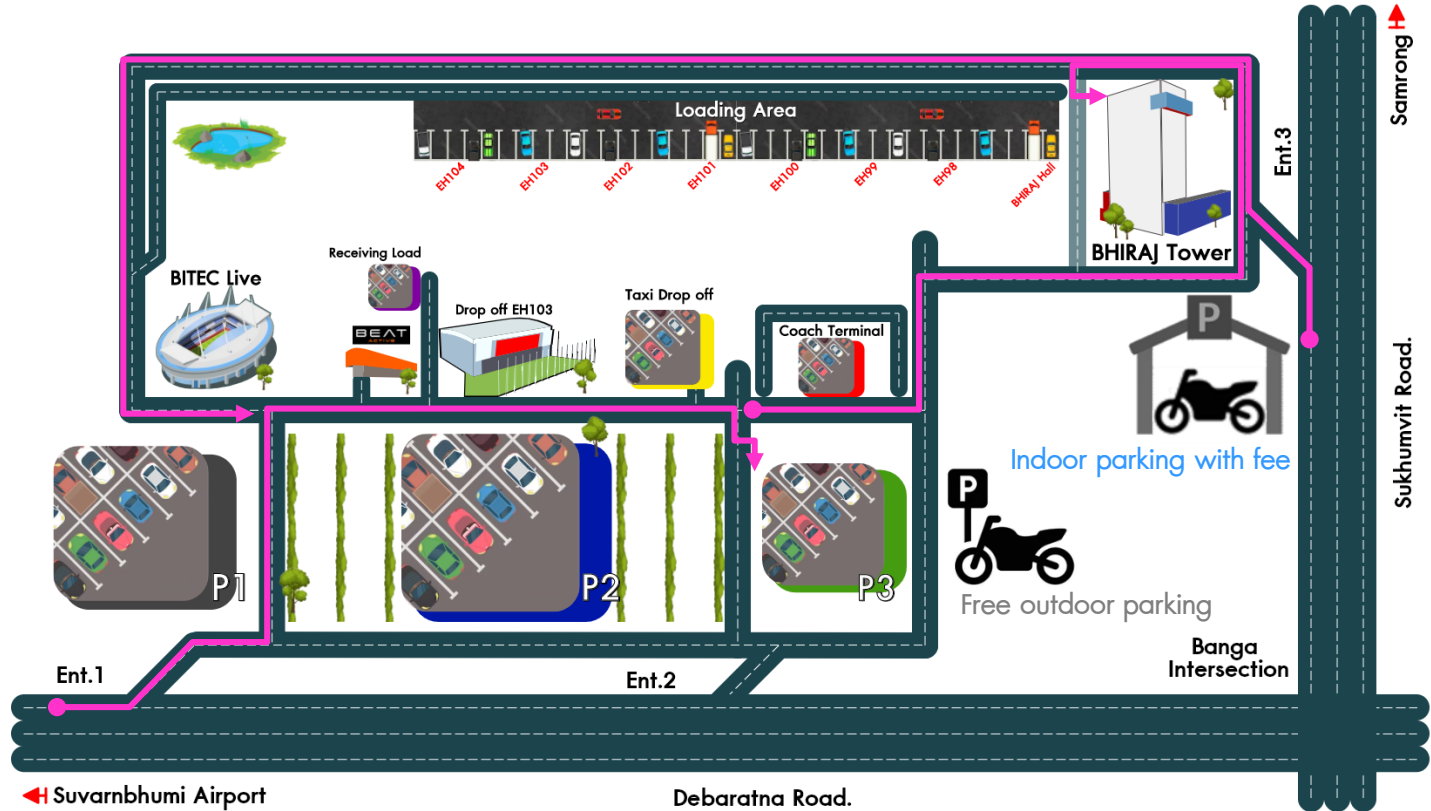 Samrong
Loading Area
EH104
EH103
EH102
EH101
EH100
EH99
EH98
BHIRAJ Hall
Ent.3
BHIRAJ Tower
Receiving Load
BITEC Live
BEAT
ACTIVE
Drop off EH103
Taxi Drop off
Coach Terminal
P
Indoor parking with fee
Sukhumvit Road.
P
Free outdoor parking
P1
P2
P3
Banga
Intersection
Ent.1
Ent.2
Suvarnbhumi Airport
Debaratna Road.